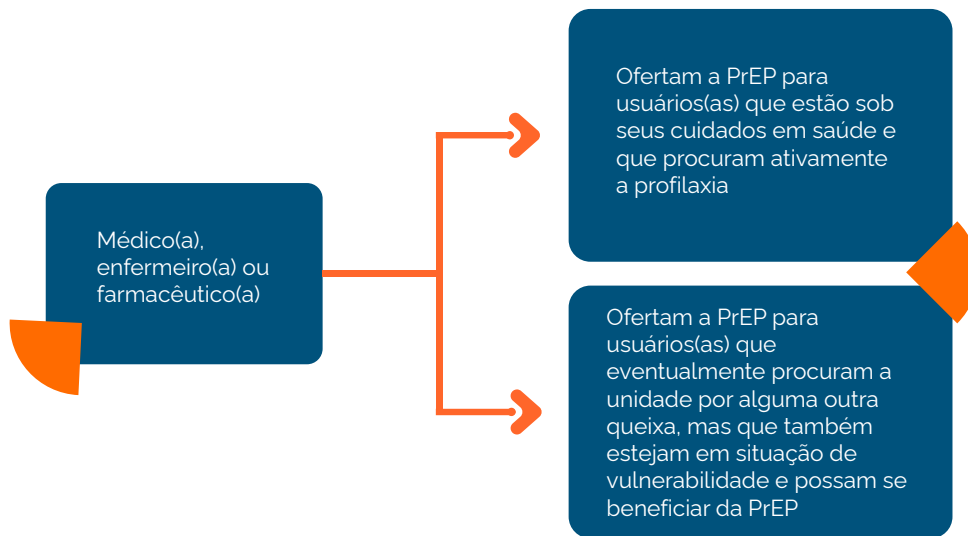 Médico(a),
enfermeiro(a) ou
farmacêutico(a)
Ofertam a PrEP para
usuários(as) que estão sob
seus cuidados em saúde e
que procuram ativamente
a profilaxia
Ofertam a PrEP para
usuários(as) que
eventualmente procuram a
unidade por alguma outra
queixa, mas que também
estejam em situação de
vulnerabilidade e possam se
beneficiar da PrEP